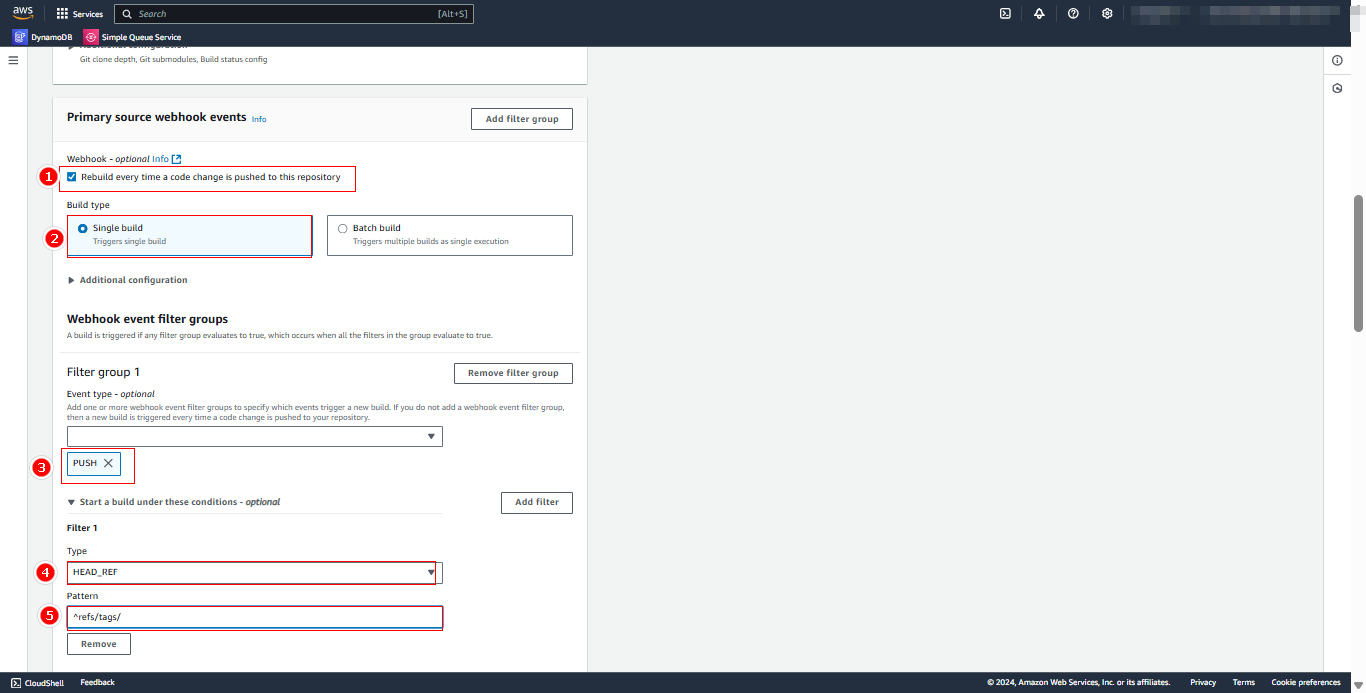 aws Services Search [Alt+S]
DynamoDB Simple Queue Service
Additional configuration
Git clone depth, Git submodules, Build status config
Primary source webhook events Info Add filter group
Webhook - optional Info
1 Rebuild every time a code change is pushed to this repository
Build type
2 Single build Batch build
Triggers single build Triggers multiple builds as single execution
Additional configuration
Webhook event filter groups
A build is triggered if any filter group evaluates to true, which occurs when all the filters in the group evaluate to true.
Filter group 1 Remove filter group
Event type - optional
Add one or more webhook event filter groups to specify which events trigger a new build. If you do not add a webhook event filter group,
then a new build is triggered every time a code change is pushed to your repository.
3 PUSH
Start a build under these conditions - optional Add filter
Filter 1
Type
4 HEAD_REF
Pattern
5 ^refs/tags/
Remove
CloudShell Feedback © 2024, Amazon Web Services, Inc. or its affiliates. Privacy Terms Cookie preferences